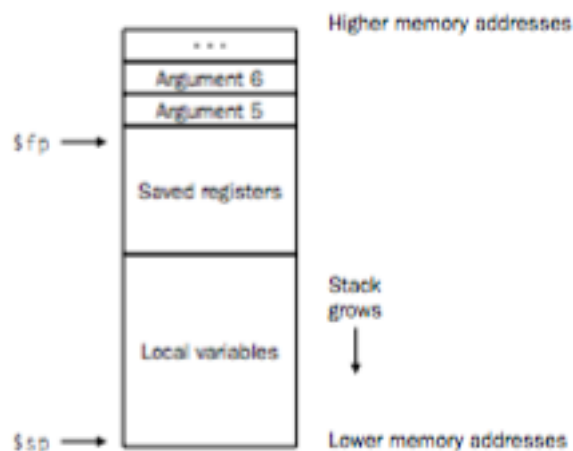 Higher memory addresses
...
Argument 6
Argument 5
$fp
Saved registers
Stack
grows
Local variables
$sp
Lower memory addresses